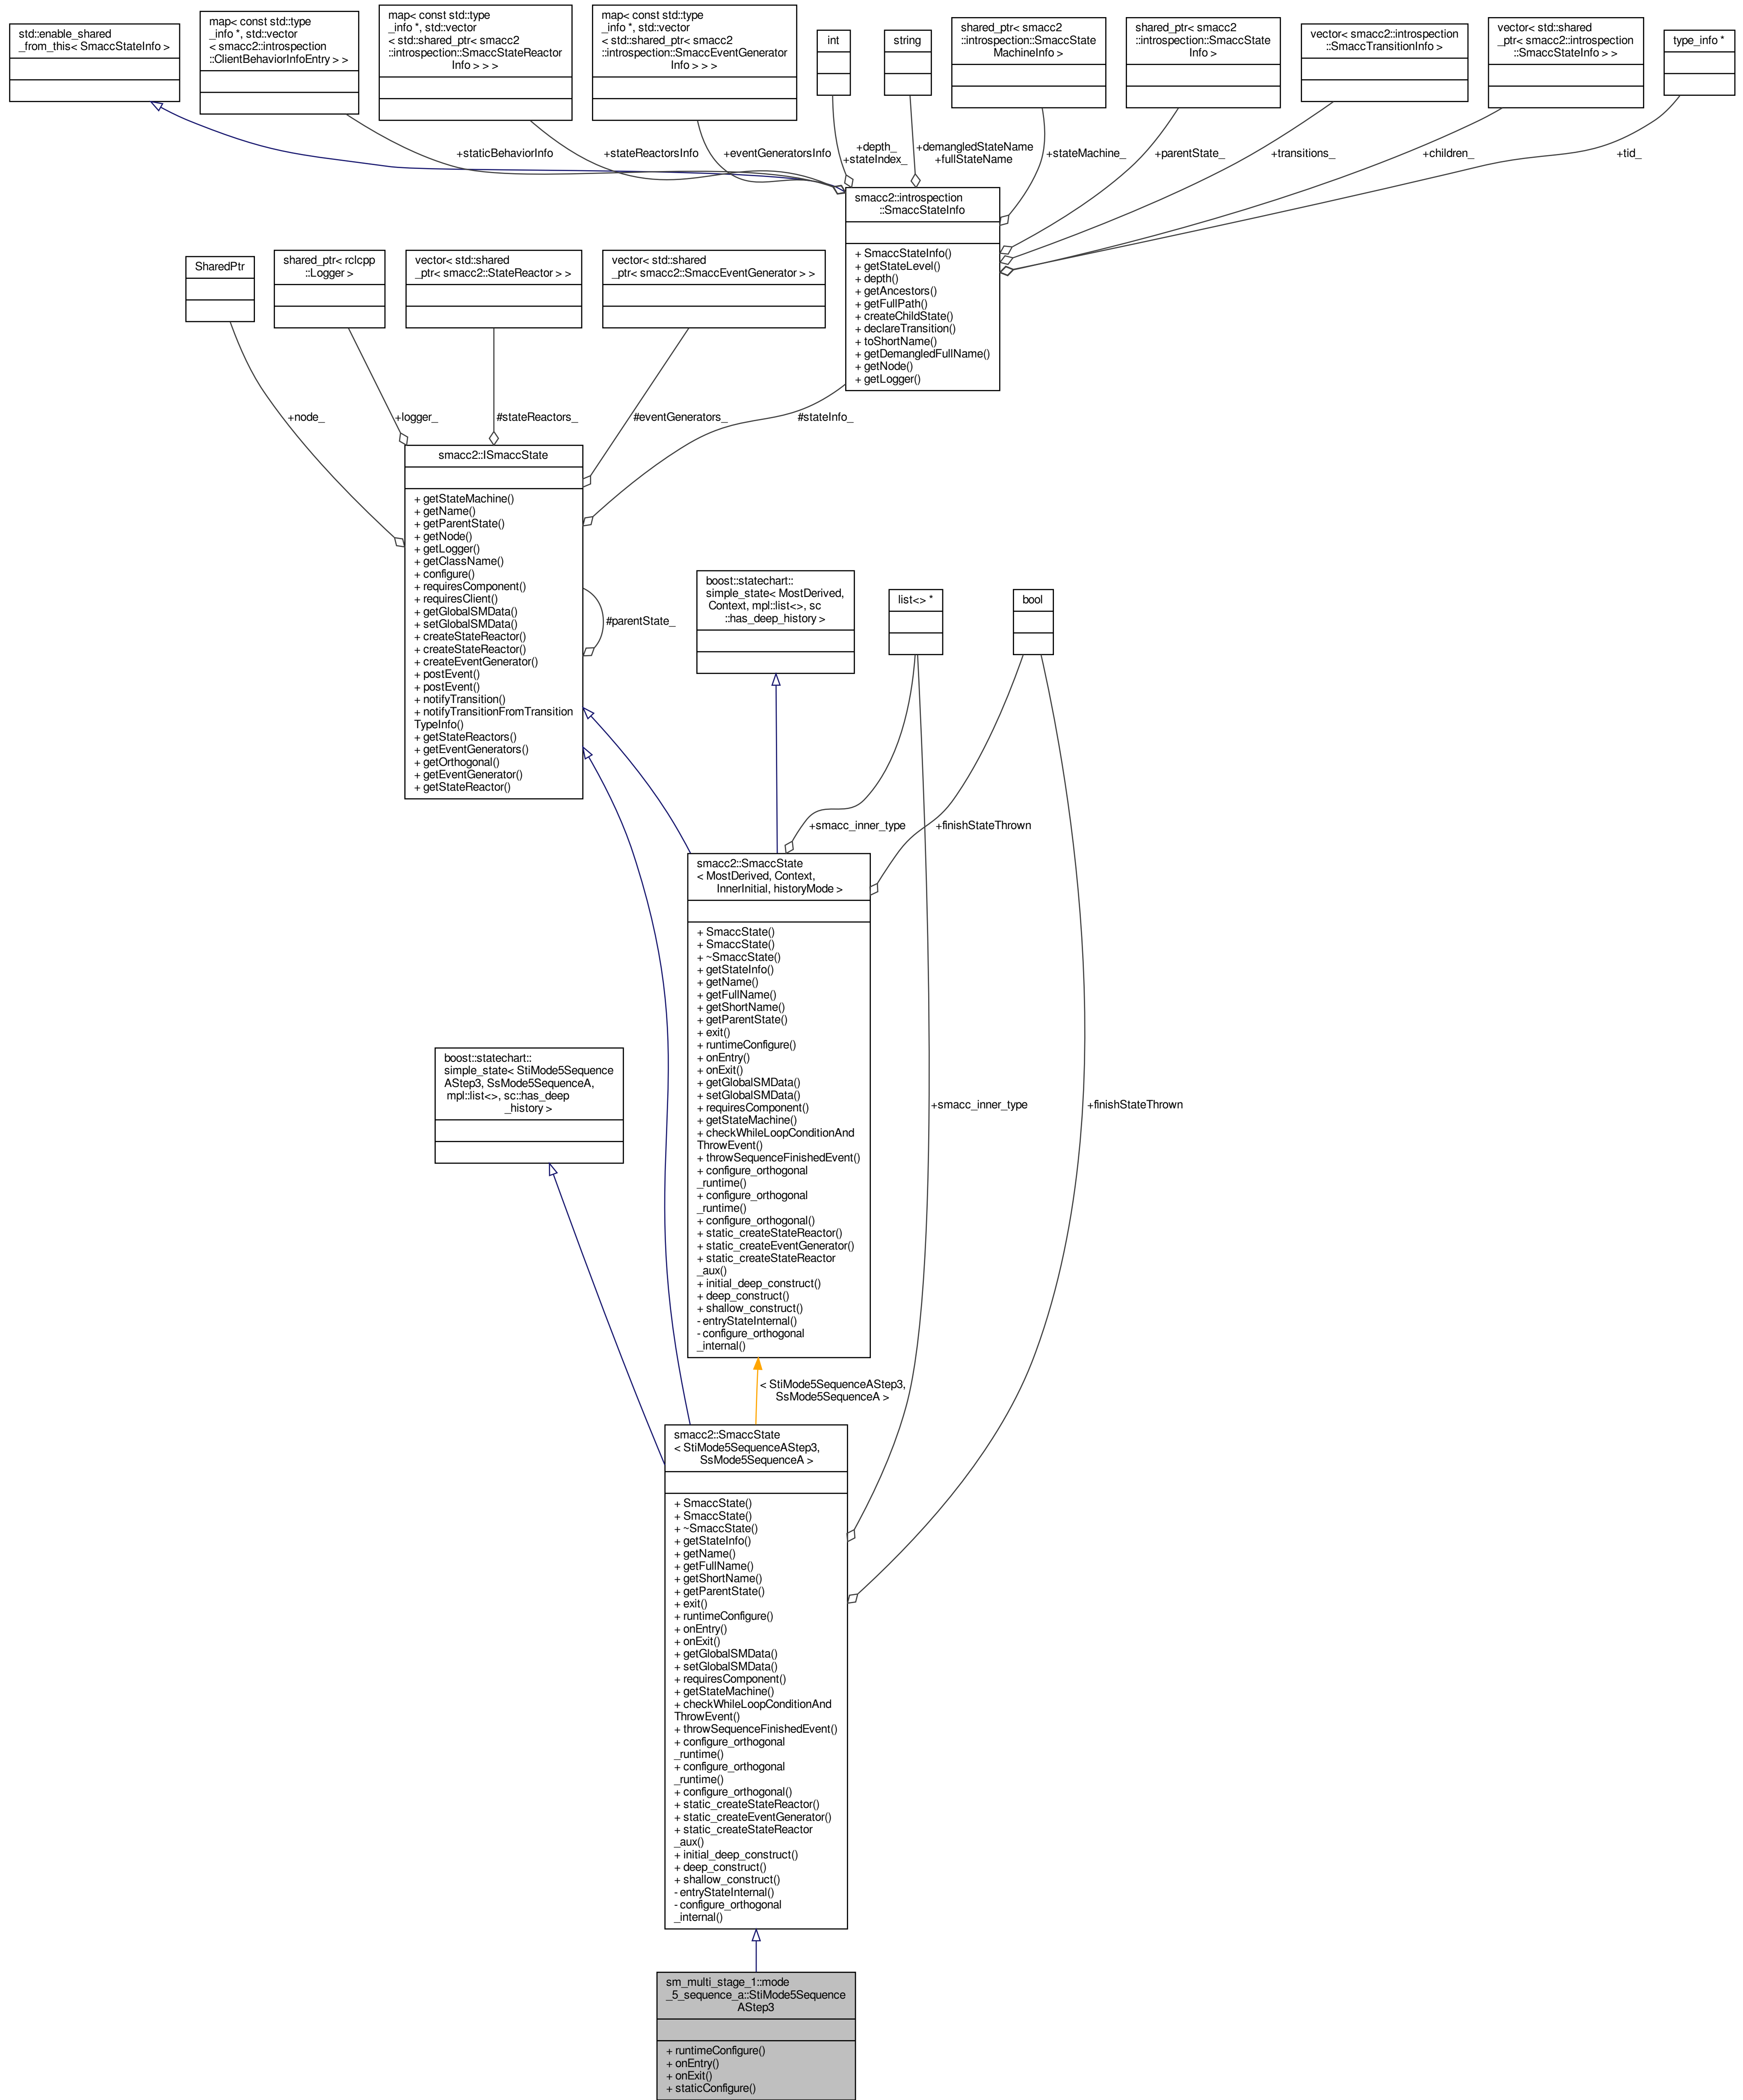 std::enable_shared
_from_this< SmaccStateInfo >
map< const std::type
_info *, std::vector
< smacc2::introspection
::ClientBehaviorInfoEntry > >
map< const std::type
_info *, std::vector
< std::shared_ptr< smacc2
::introspection::SmaccStateReactor
Info > > >
map< const std::type
_info *, std::vector
< std::shared_ptr< smacc2
::introspection::SmaccEventGenerator
Info > > >
int
string
shared_ptr< smacc2
::introspection::SmaccState
MachineInfo >
shared_ptr< smacc2
::introspection::SmaccState
Info >
vector< smacc2::introspection
::SmaccTransitionInfo >
vector< std::shared
_ptr< smacc2::introspection
::SmaccStateInfo > >
type_info *
+staticBehaviorInfo
+stateReactorsInfo
+eventGeneratorsInfo
+depth_
+stateIndex_
+demangledStateName
+fullStateName
+stateMachine_
+parentState_
+transitions_
+children_
+tid_
smacc2::introspection
::SmaccStateInfo
+ SmaccStateInfo()
+ getStateLevel()
+ depth()
+ getAncestors()
+ getFullPath()
+ createChildState()
+ declareTransition()
+ toShortName()
+ getDemangledFullName()
+ getNode()
+ getLogger()
SharedPtr
shared_ptr< rclcpp
::Logger >
vector< std::shared
_ptr< smacc2::StateReactor > >
vector< std::shared
_ptr< smacc2::SmaccEventGenerator > >
+node_
+logger_
#stateReactors_
#eventGenerators_
#stateInfo_
smacc2::ISmaccState
+ getStateMachine()
+ getName()
+ getParentState()
+ getNode()
+ getLogger()
+ getClassName()
+ configure()
+ requiresComponent()
+ requiresClient()
+ getGlobalSMData()
+ setGlobalSMData()
+ createStateReactor()
+ createStateReactor()
+ createEventGenerator()
+ postEvent()
+ postEvent()
+ notifyTransition()
+ notifyTransitionFromTransition
TypeInfo()
+ getStateReactors()
+ getEventGenerators()
+ getOrthogonal()
+ getEventGenerator()
+ getStateReactor()
#parentState_
boost::statechart::
simple_state< MostDerived,
Context, mpl::list<>, sc
::has_deep_history >
list<> *
bool
+smacc_inner_type
+finishStateThrown
smacc2::SmaccState
< MostDerived, Context,
InnerInitial, historyMode >
+ SmaccState()
+ SmaccState()
+ ~SmaccState()
+ getStateInfo()
+ getName()
+ getFullName()
+ getShortName()
+ getParentState()
+ exit()
+ runtimeConfigure()
+ onEntry()
+ onExit()
+ getGlobalSMData()
+ setGlobalSMData()
+ requiresComponent()
+ getStateMachine()
+ checkWhileLoopConditionAnd
ThrowEvent()
+ throwSequenceFinishedEvent()
+ configure_orthogonal
_runtime()
+ configure_orthogonal
_runtime()
+ configure_orthogonal()
+ static_createStateReactor()
+ static_createEventGenerator()
+ static_createStateReactor
_aux()
+ initial_deep_construct()
+ deep_construct()
+ shallow_construct()
- entryStateInternal()
- configure_orthogonal
_internal()
boost::statechart::
simple_state< StiMode5Sequence
AStep3, SsMode5SequenceA,
mpl::list<>, sc::has_deep
_history >
+smacc_inner_type
+finishStateThrown
< StiMode5SequenceAStep3,
SsMode5SequenceA >
smacc2::SmaccState
< StiMode5SequenceAStep3,
SsMode5SequenceA >
+ SmaccState()
+ SmaccState()
+ ~SmaccState()
+ getStateInfo()
+ getName()
+ getFullName()
+ getShortName()
+ getParentState()
+ exit()
+ runtimeConfigure()
+ onEntry()
+ onExit()
+ getGlobalSMData()
+ setGlobalSMData()
+ requiresComponent()
+ getStateMachine()
+ checkWhileLoopConditionAnd
ThrowEvent()
+ throwSequenceFinishedEvent()
+ configure_orthogonal
_runtime()
+ configure_orthogonal
_runtime()
+ configure_orthogonal()
+ static_createStateReactor()
+ static_createEventGenerator()
+ static_createStateReactor
_aux()
+ initial_deep_construct()
+ deep_construct()
+ shallow_construct()
- entryStateInternal()
- configure_orthogonal
_internal()
sm_multi_stage_1::mode
_5_sequence_a::StiMode5Sequence
AStep3
+ runtimeConfigure()
+ onEntry()
+ onExit()
+ staticConfigure()